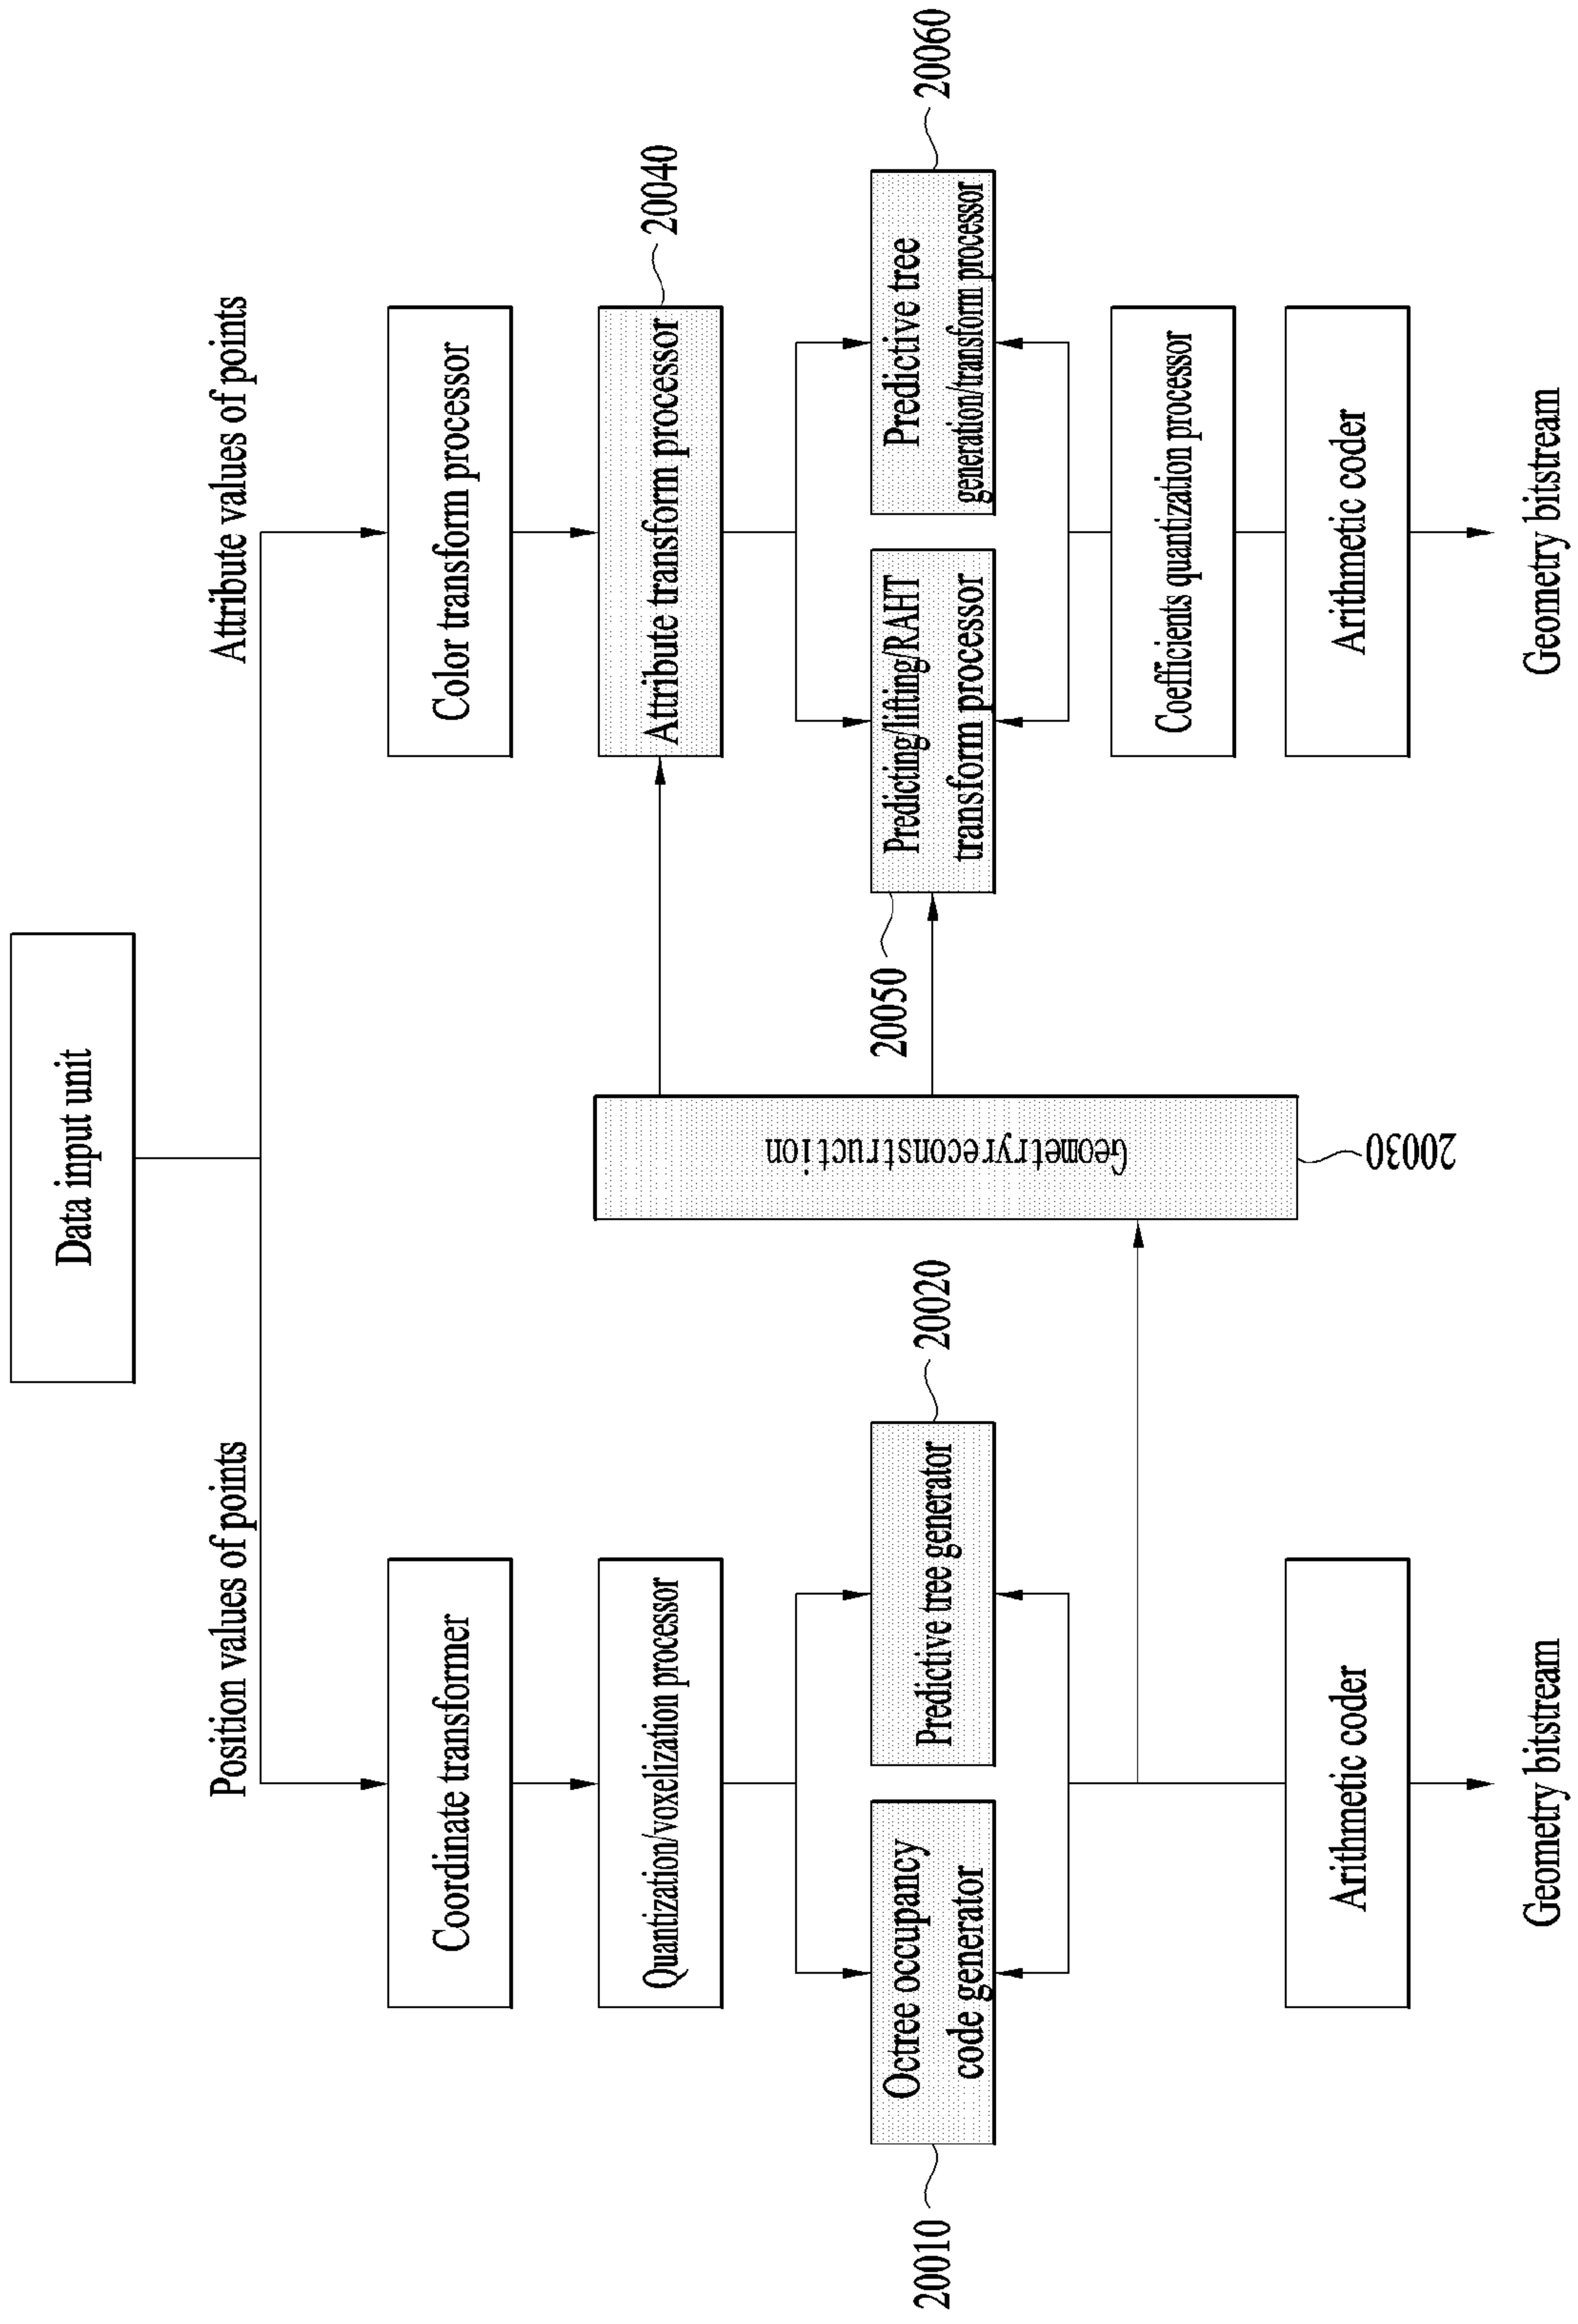 Data input unit
Position values of points
Attribute values of points
Coordinate transformer
Color transform processor
Quantization/voxelization processor
Attribute transform processor
20040
Geometryreconstruction
20030
20010
Octree occupancy
code generator
Predictive tree generator
20020
20050
Predicting/lifting/RAHT
transform processor
Predictive tree
generation/transform processor
20060
Coefficients quantization processor
Arithmetic coder
Arithmetic coder
Geometry bitstream
Geometry bitstream